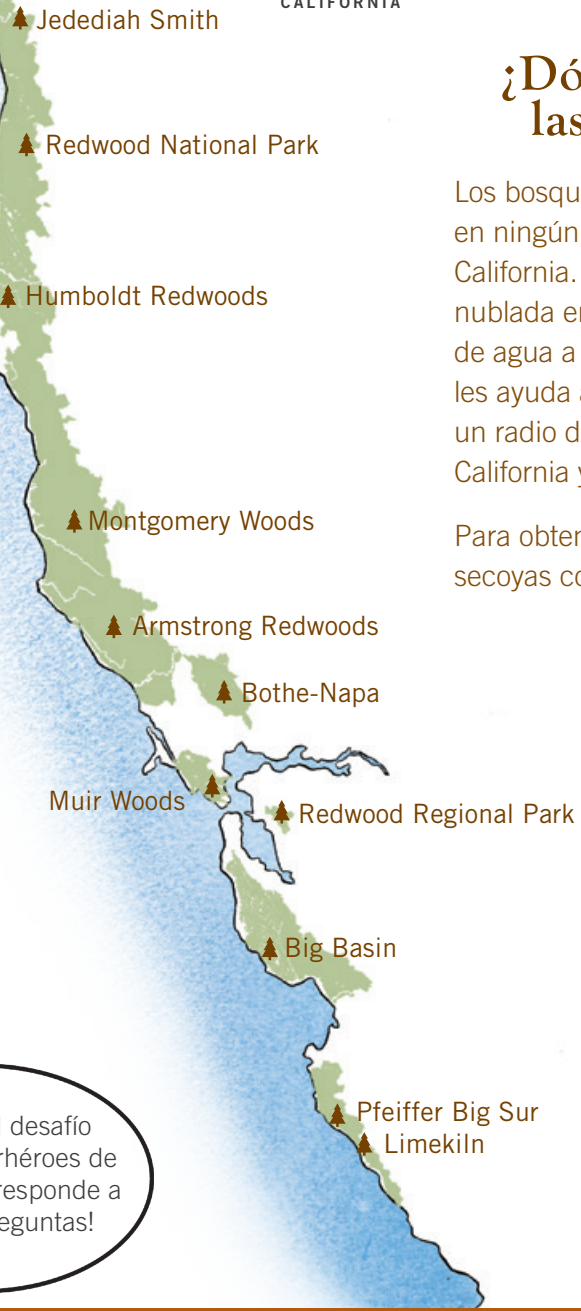 CALIFORNIA
Jedediah Smith
Redwood National Park
Humboldt Redwoods
Montgomery Woods
Armstrong Redwoods
Bothe-Napa
Muir Woods
Redwood Regional Park
Big Basin
Pfeiffer Big Sur
Limekiln
¿Dó
las
Los bosqu
en ningún
California.
nublada e
de agua a
les ayuda
un radio d
California y
Para obte
secoyas co
desafío
rhéroes de
responde a
eguntas!